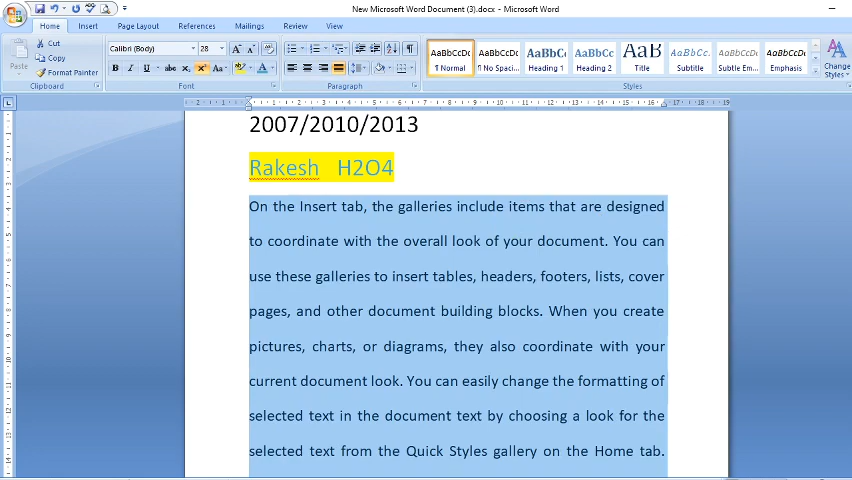 New Microsoft Word Document (3).docx - Microsoft Word
Home Insert Page Layout References Mailings Review View
Paste
Cut
Copy
Format Painter
Clipboard
Calibri (Body) 28
B I U abc X₂ X² Aa
Font
Paragraph
AaBbCcDc AaBbCcDc AaBbC AaBbCc AaB AaBbCc. AaBbCcDc AaBbCcDc
¶ Normal ¶ No Spaci... Heading 1 Heading 2 Title Subtitle Subtle Em... Emphasis
Change
Styles
Styles
2007/2010/2013
Rakesh H2O4
On the Insert tab, the galleries include items that are designed
to coordinate with the overall look of your document. You can
use these galleries to insert tables, headers, footers, lists, cover
pages, and other document building blocks. When you create
pictures, charts, or diagrams, they also coordinate with your
current document look. You can easily change the formatting of
selected text in the document text by choosing a look for the
selected text from the Quick Styles gallery on the Home tab.